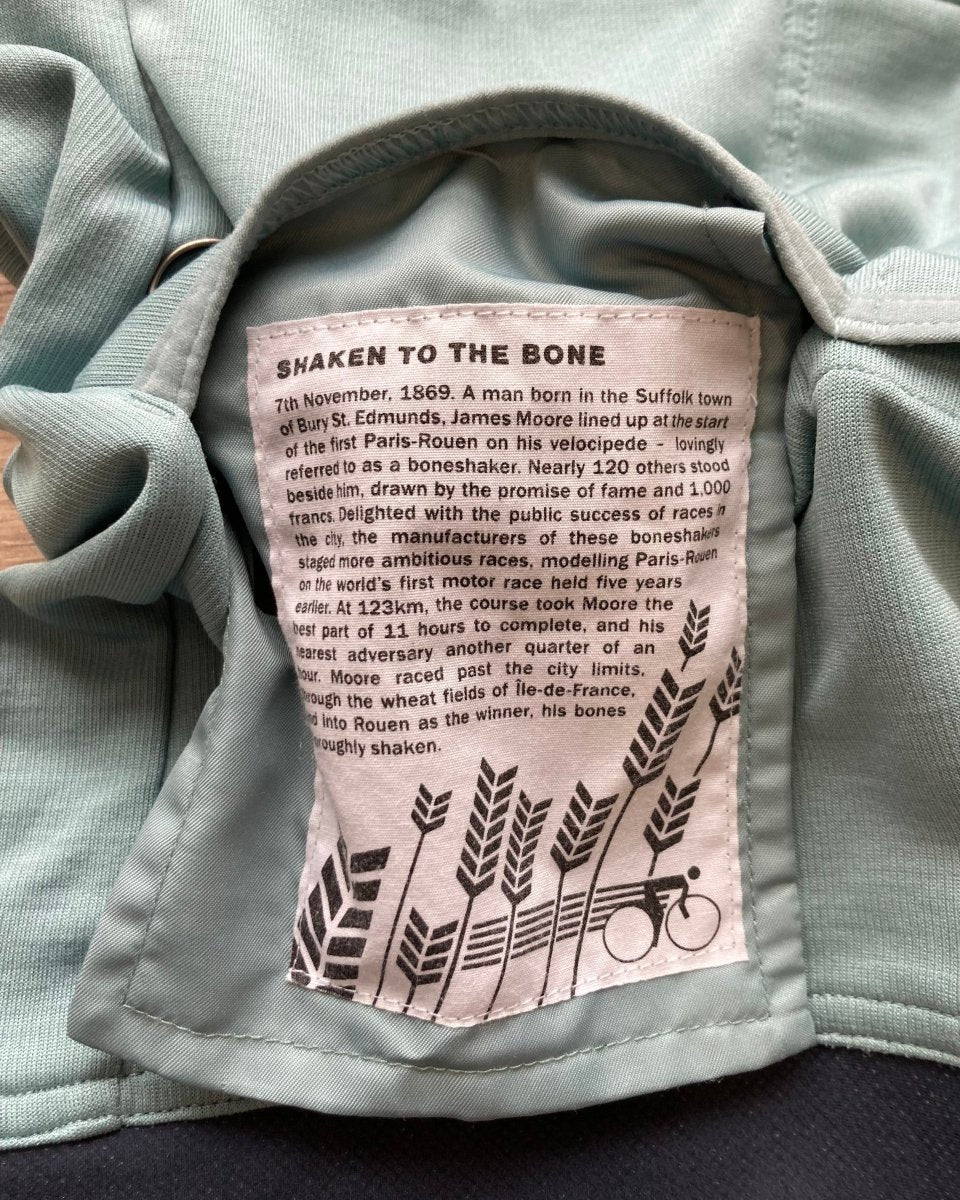 SHAKEN TO THE BONE
7th November, 1869. A man born in the Suffolk town
of Bury St. Edmunds, James Moore lined up at the start
of the first Paris-Rouen on his velocipede - lovingly
referred to as a boneshaker. Nearly 120 others stood
beside him, drawn by the promise of fame and 1,000
francs. Delighted with the public success of races in
the city, the manufacturers of these boneshakers
staged more ambitious races, modelling Paris-Rouen
on the world's first motor race held five years
earlier. At 123km, the course took Moore the
best part of 11 hours to complete, and his
nearest adversary another quarter of an
hour. Moore raced past the city limits,
rough the wheat fields of Île-de-France,
nd into Rouen as the winner, his bones
roughly shaken.